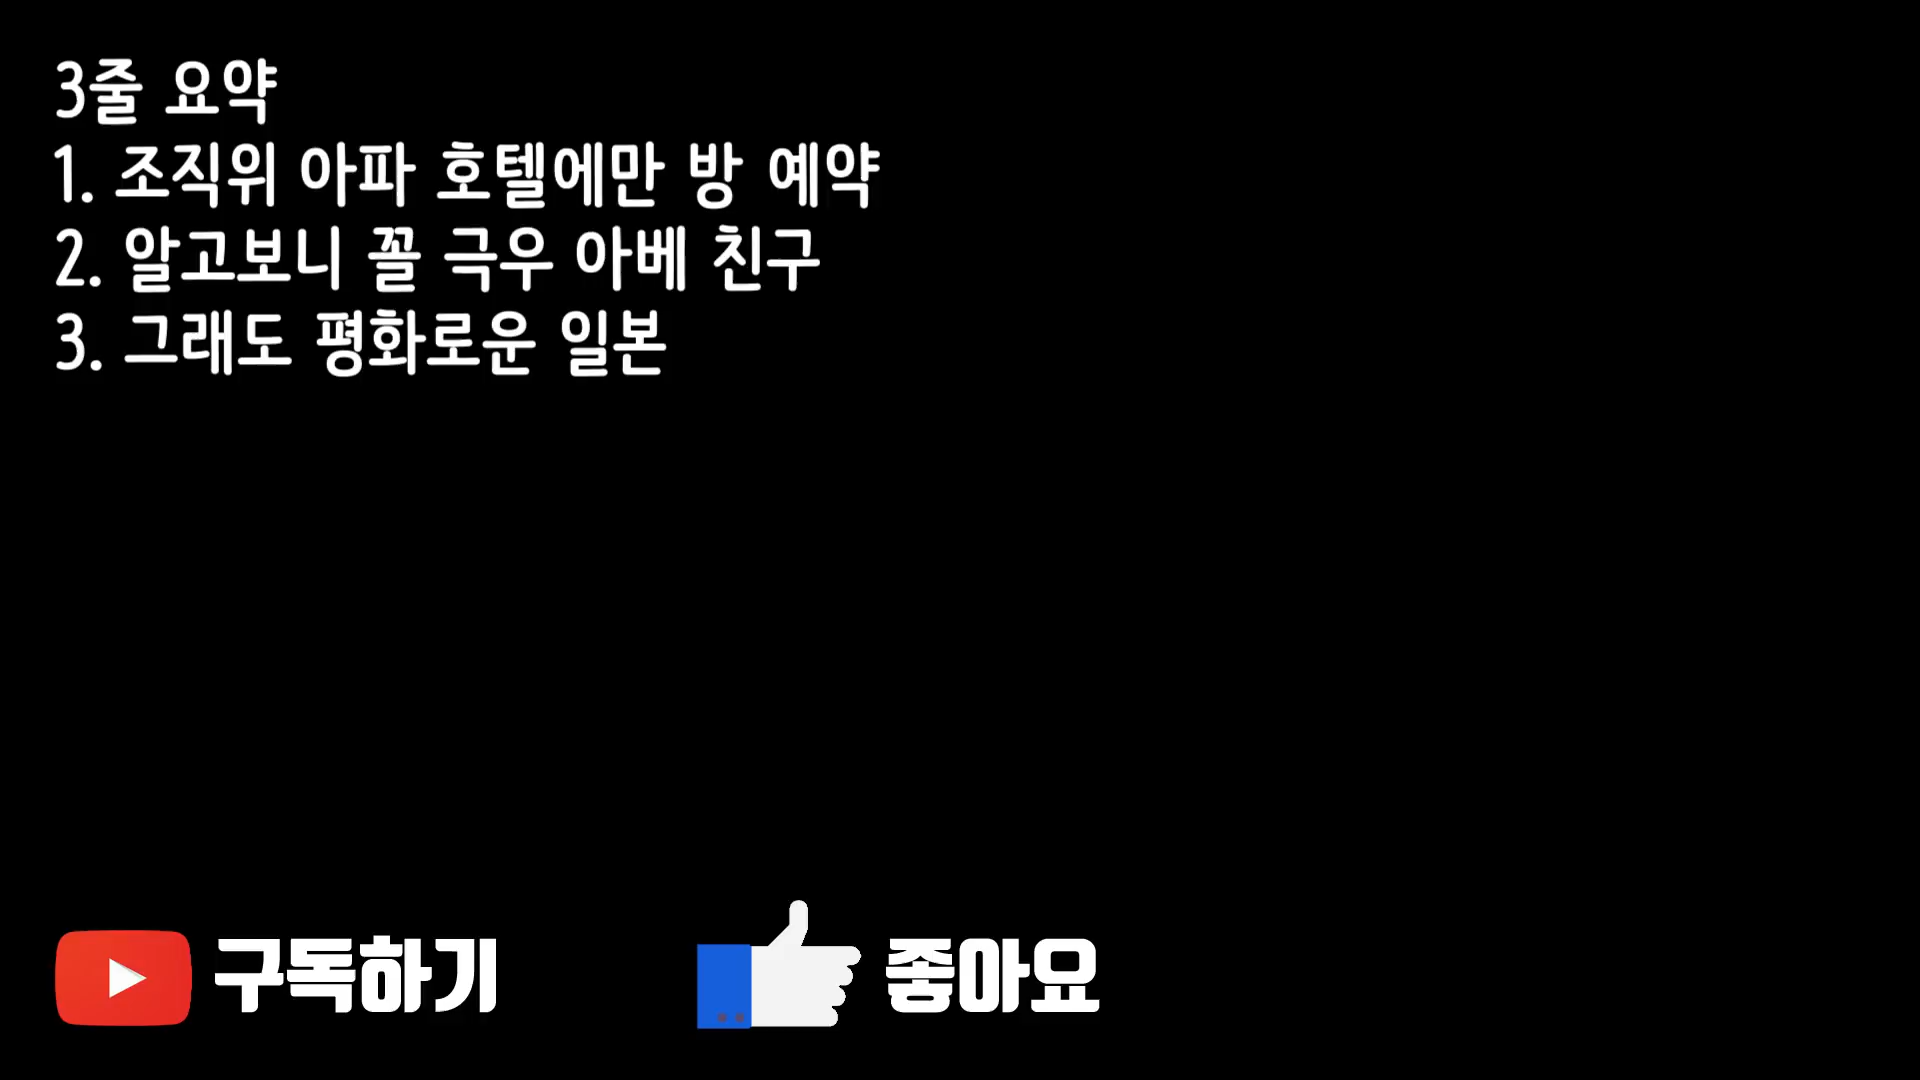 3줄 요약
1. 조직위 아파 호텔에만 방 예약
2. 알고보니 꼴 극우 아베 친구
3. 그래도 평화로운 일본
구독하기
좋아요